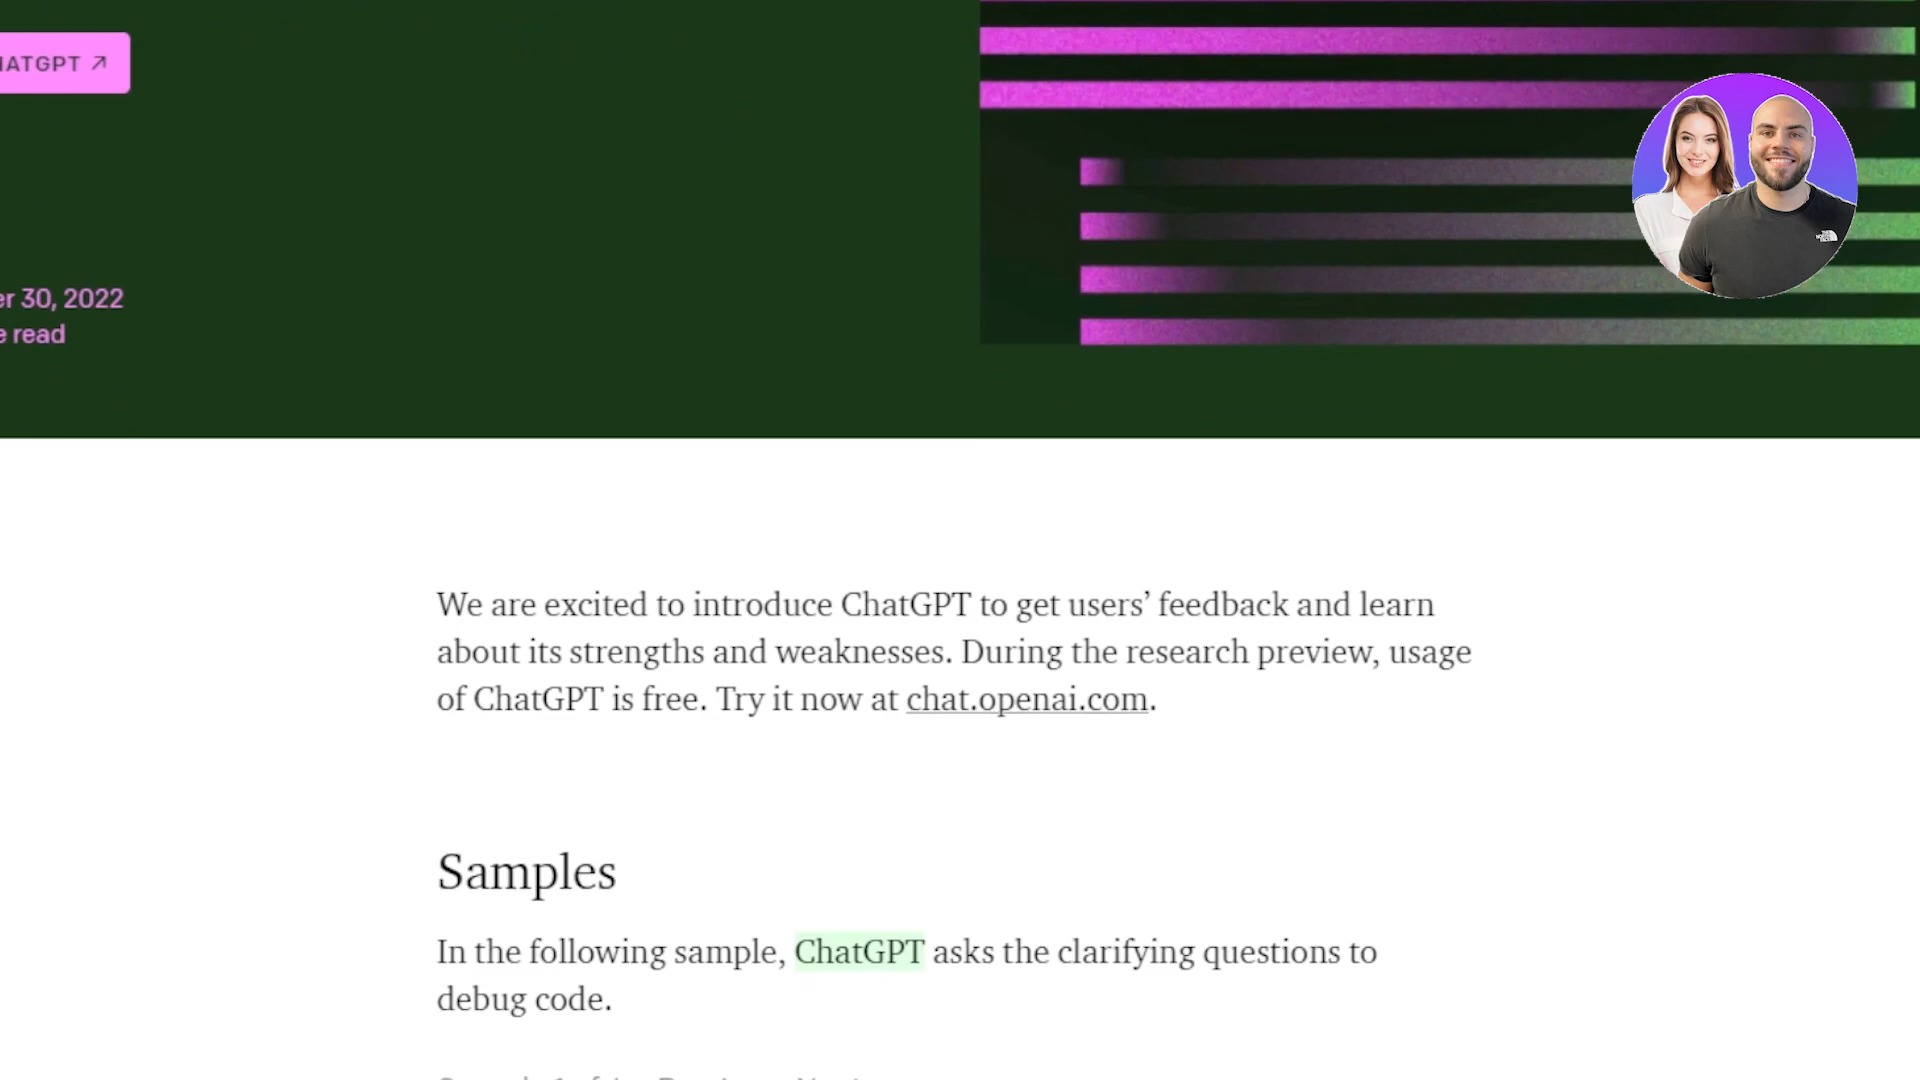 HATGPT ↗
er 30, 2022
e read
We are excited to introduce ChatGPT to get users’ feedback and learn
about its strengths and weaknesses. During the research preview, usage
of ChatGPT is free. Try it now at chat.openai.com.
Samples
In the following sample, ChatGPT asks the clarifying questions to
debug code.